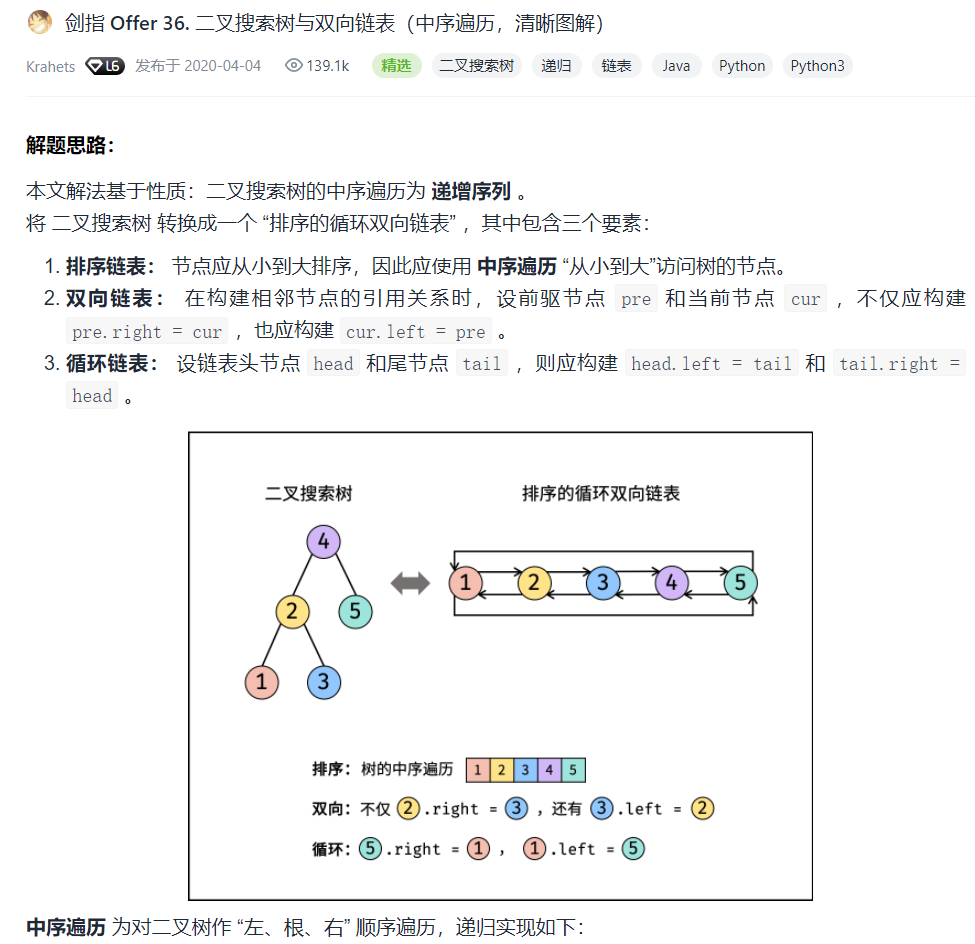 剑指 Offer 36. 二叉搜索树与双向链表（中序遍历，清晰图解）
Krahets L6 发布于 2020-04-04 139.1k 精选 二叉搜索树 递归 链表 Java Python Python3
解题思路：
本文解法基于性质：二叉搜索树的中序遍历为 递增序列 。
将 二叉搜索树 转换成一个 “排序的循环双向链表” ，其中包含三个要素：
1. 排序链表： 节点应从小到大排序，因此应使用 中序遍历 “从小到大”访问树的节点。
2. 双向链表： 在构建相邻节点的引用关系时，设前驱节点 pre 和当前节点 cur ，不仅应构建
pre.right = cur ，也应构建 cur.left = pre 。
3. 循环链表： 设链表头节点 head 和尾节点 tail ，则应构建 head.left = tail 和 tail.right =
head 。
二叉搜索树 排序的循环双向链表
4
1 2 3 4 5
2 5
1 3
排序：树的中序遍历 1 2 3 4 5
双向：不仅 2 .right = 3 ，还有 3 .left = 2
循环：5 .right = 1 ， 1 .left = 5
中序遍历 为对二叉树作 “左、根、右” 顺序遍历，递归实现如下：